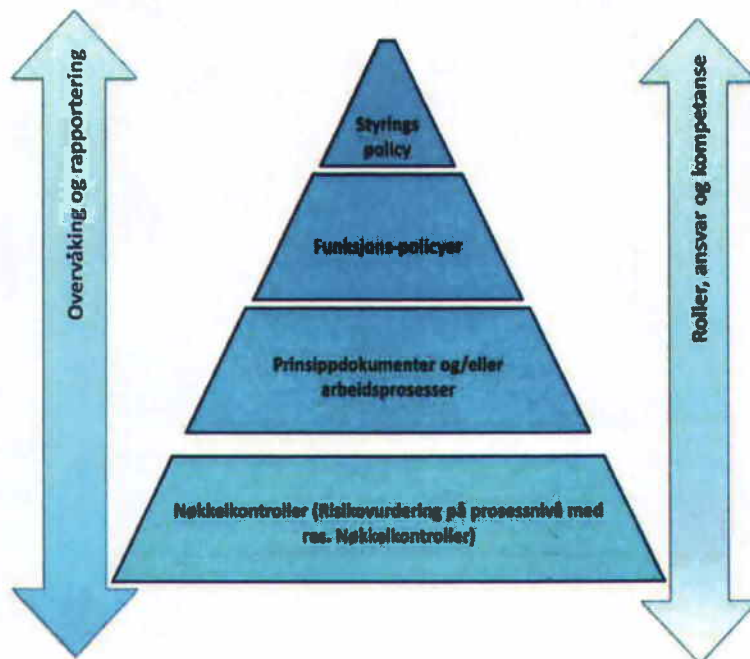 Overvåking og rapportering
Styrings
policy
Funksjons-policyer
Prinsippdokumenter og/eller
arbeidsprosesser
Nøkkelkontroller (Risikovurdering på prosessnivå med
res. Nøkkelkontroller)
Roller, ansvar og kompetanse